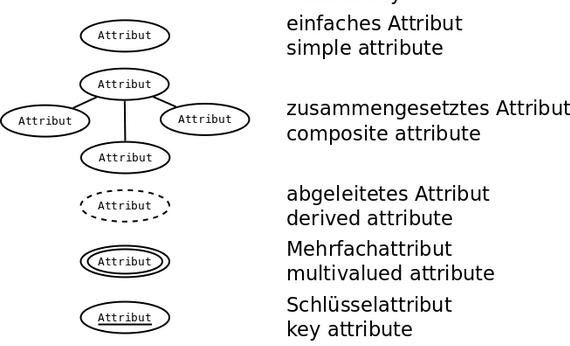 Attribut
einfaches Attribut
simple attribute
Attribut
Attribut
Attribut
Attribut
zusammengesetztes Attribut
composite attribute
Attribut
abgeleitetes Attribut
derived attribute
Attribut
Mehrfachattribut
multivalued attribute
Attribut
Schlüsselattribut
key attribute